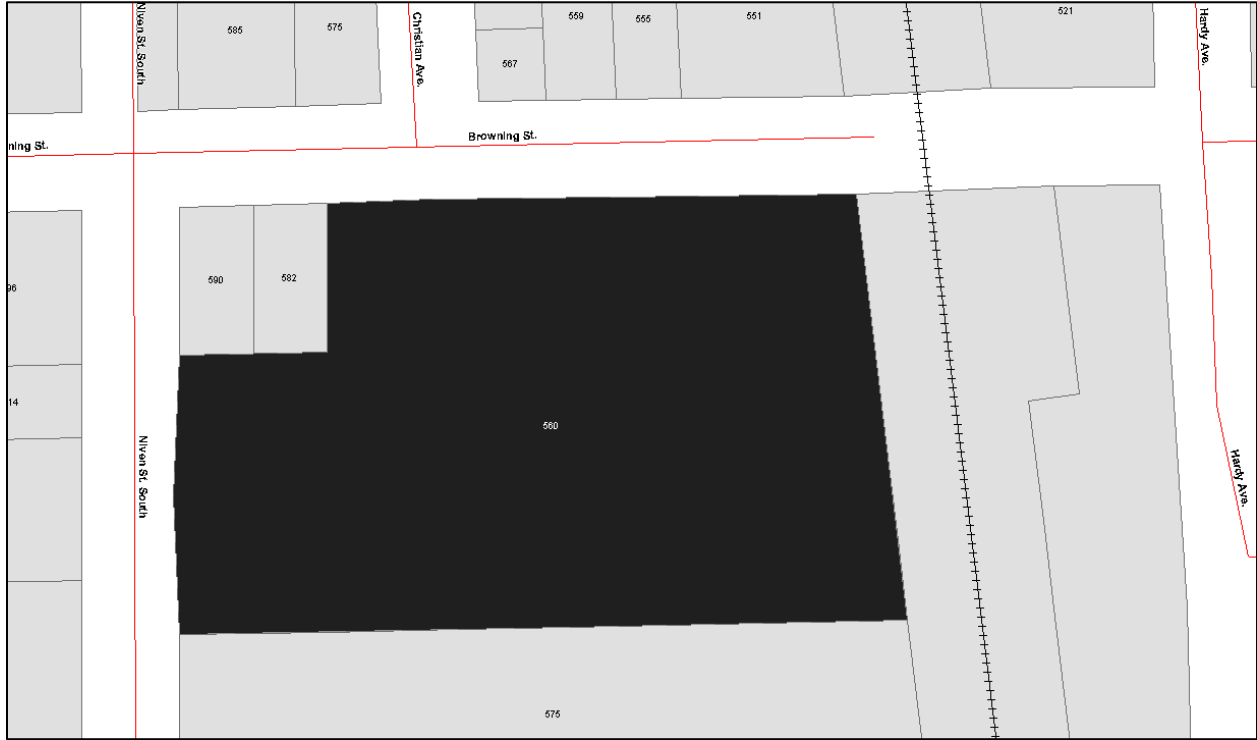 559
555
551
521
585
575
567
Niven St. South
Christian Ave.
Hardy Ave.
Browning St.
ning St.
590
582
96
14
560
Niven St. South
Hardy Ave.
575